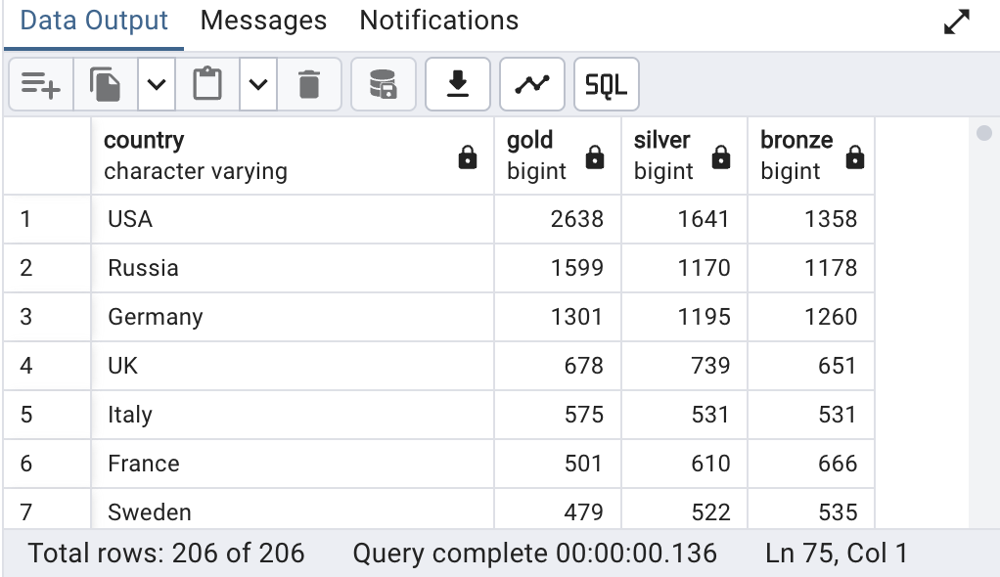 Data Output Messages Notifications
SQL
country gold silver bronze
character varying bigint bigint bigint
1 USA 2638 1641 1358
2 Russia 1599 1170 1178
3 Germany 1301 1195 1260
4 UK 678 739 651
5 Italy 575 531 531
6 France 501 610 666
7 Sweden 479 522 535
Total rows: 206 of 206 Query complete 00:00:00.136 Ln 75, Col 1